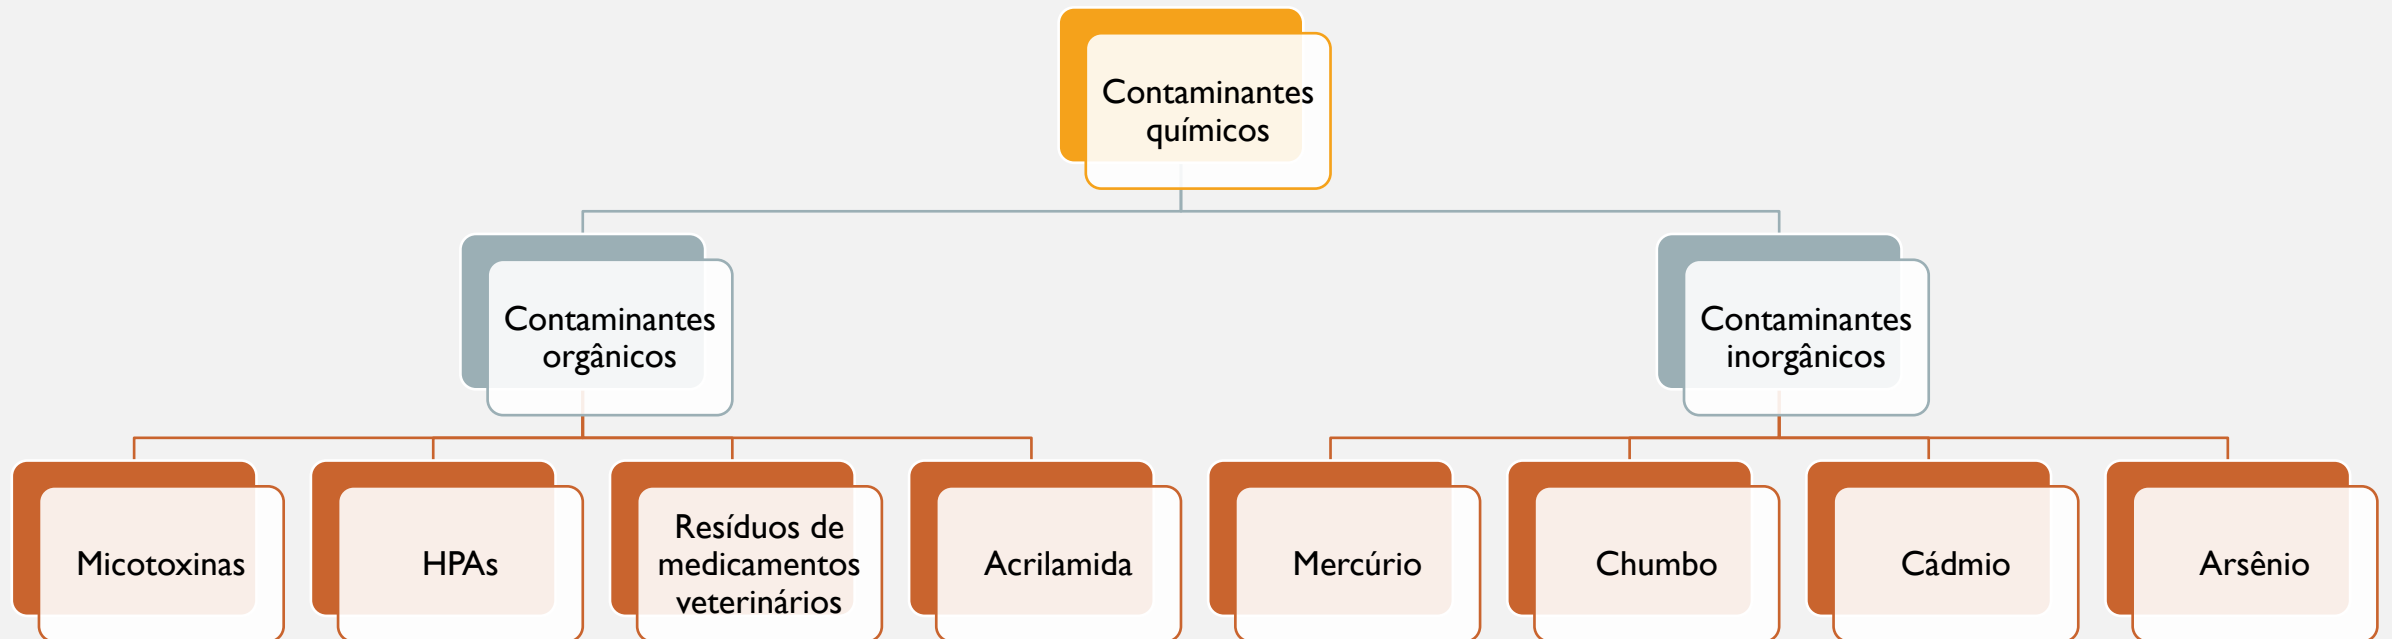 Contaminantes
químicos
Contaminantes
orgânicos
Contaminantes
inorgânicos
Micotoxinas
HPAs
Resíduos de
medicamentos
veterinários
Acrilamida
Mercúrio
Chumbo
Cádmio
Arsênio